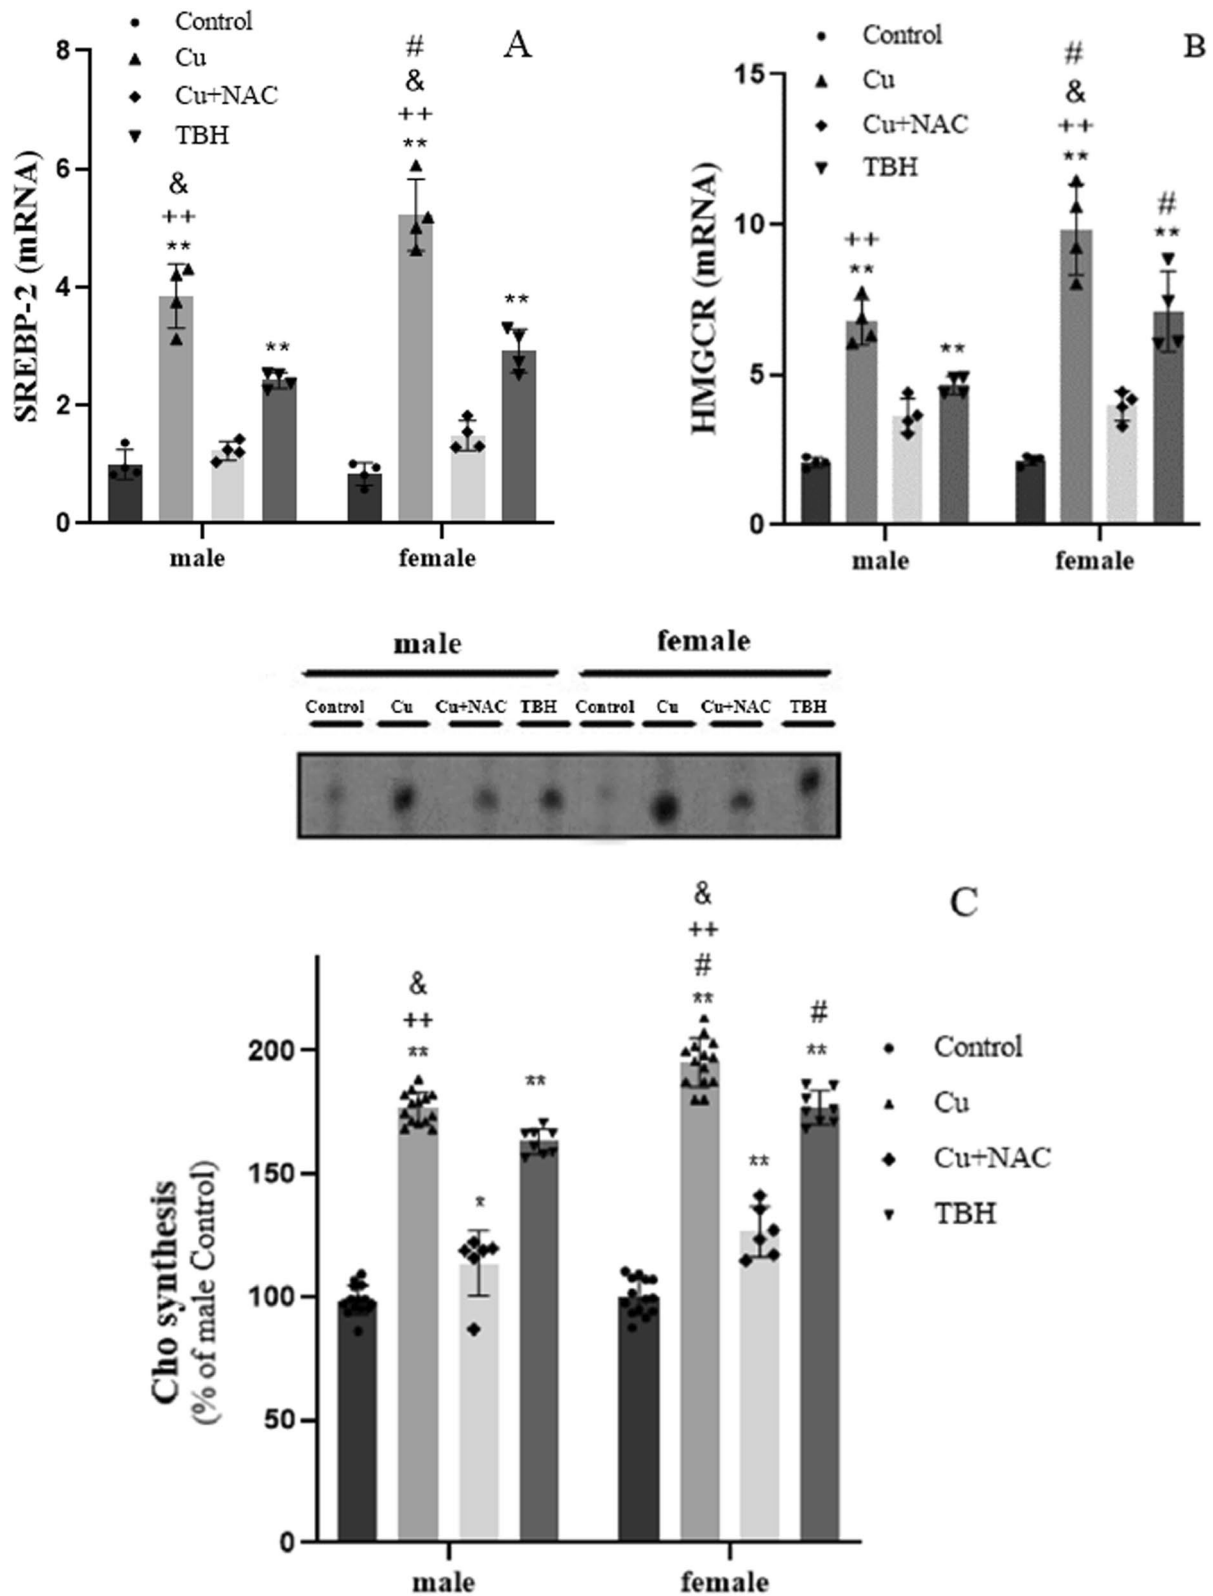 Control
Cu
Cu+NAC
TBH
A
8
6
4
2
0
SREBP-2 (mRNA)
&
++
**
**
#
&
++
**
**
male
female
Control
Cu
Cu+NAC
TBH
B
15
10
5
0
HMGCR (mRNA)
++
**
**
#
&
++
**
#
**
male
female
male
female
Control Cu Cu+NAC TBH Control Cu Cu+NAC TBH
C
200
150
100
50
0
Cho synthesis
(% of male Control)
&
++
**
*
**
&
++
#
**
**
#
**
Control
Cu
Cu+NAC
TBH
male
female